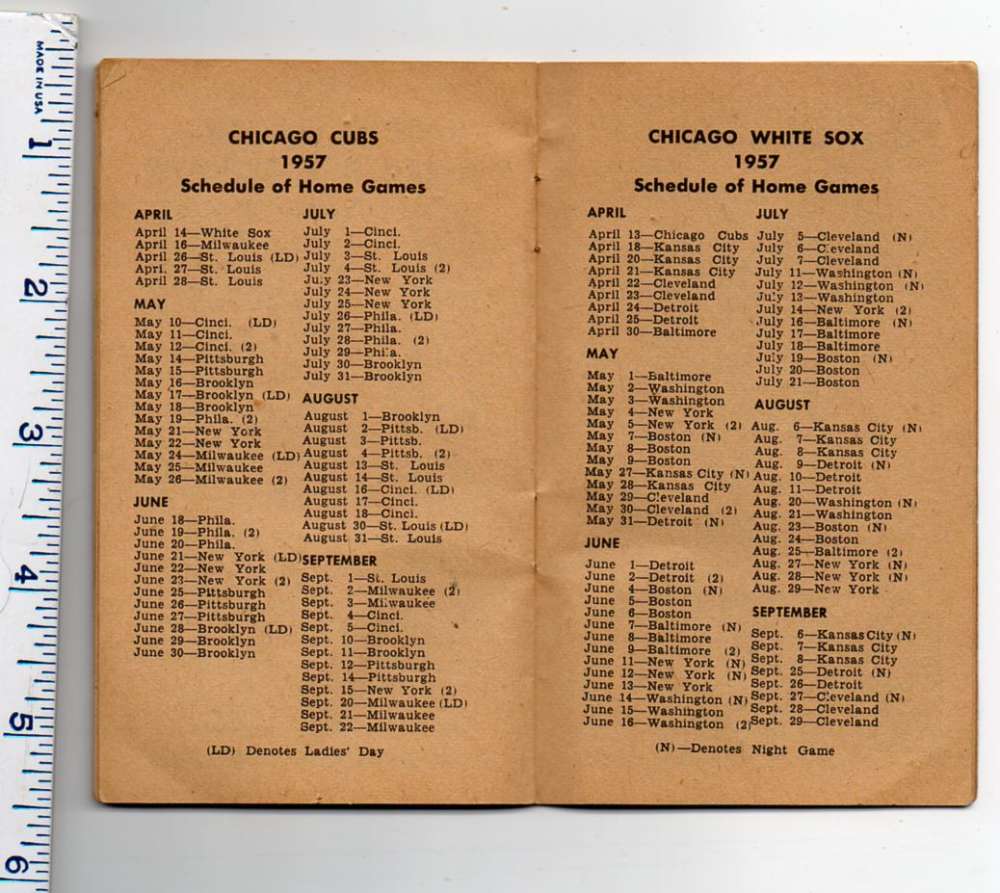 MADE IN USA
1
2
3
4
5
6
CHICAGO CUBS
1957
Schedule of Home Games
APRIL
April 14—White Sox
April 16—Milwaukee
April 26—St. Louis (LD)
April. 27—St. Louis
April 28—St. Louis
MAY
May 10—Cinci. (LD)
May 11—Cinci.
May 12—Cinci. (2)
May 14—Pittsburgh
May 15—Pittsburgh
May 16—Brooklyn
May 17—Brooklyn (LD)
May 18—Brooklyn
May 19—Phila. (2)
May 21—New York
May 22—New York
May 24—Milwaukee (LD)
May 25—Milwaukee
May 26—Milwaukee (2)
JUNE
June 18—Phila.
June 19—Phila. (2)
June 20—Phila.
June 21—New York (LD)
June 22—New York
June 23—New York (2)
June 25—Pittsburgh
June 26—Pittsburgh
June 27—Pittsburgh
June 28—Brooklyn (LD)
June 29—Brooklyn
June 30—Brooklyn
JULY
July 1—Cinci.
July 2—Cinci.
July 3—St. Louis
July 4—St. Louis (2)
July 23—New York
July 24—New York
July 25—New York
July 26—Phila. (LD)
July 27—Phila.
July 28—Phila. (2)
July 29—Phila.
July 30—Brooklyn
July 31—Brooklyn
AUGUST
August 1—Brooklyn
August 2—Pittsb. (LD)
August 3—Pittsb.
August 4—Pittsb. (2)
August 13—St. Louis
August 14—St. Louis
August 16—Cinci. (LD)
August 17—Cinci.
August 18—Cinci.
August 30—St. Louis (LD)
August 31—St. Louis
SEPTEMBER
Sept. 1—St. Louis
Sept. 2—Milwaukee (2)
Sept. 3—Milwaukee
Sept. 4—Cinci.
Sept. 5—Cinci.
Sept. 10—Brooklyn
Sept. 11—Brooklyn
Sept. 12—Pittsburgh
Sept. 14—Pittsburgh
Sept. 15—New York (2)
Sept. 20—Milwaukee (LD)
Sept. 21—Milwaukee
Sept. 22—Milwaukee
(LD) Denotes Ladies' Day
CHICAGO WHITE SOX
1957
Schedule of Home Games
APRIL
April 13—Chicago Cubs
April 18—Kansas City
April 20—Kansas City
April 21—Kansas City
April 22—Cleveland
April 23—Cleveland
April 24—Detroit
April 25—Detroit
April 30—Baltimore
MAY
May 1—Baltimore
May 2—Washington
May 3—Washington
May 4—New York
May 5—New York (2)
May 7—Boston (N)
May 8—Boston
May 9—Boston
May 27—Kansas City (N)
May 28—Kansas City
May 29—Cleveland
May 30—Cleveland (2)
May 31—Detroit (N)
JUNE
June 1—Detroit
June 2—Detroit (2)
June 4—Boston (N)
June 5—Boston
June 6—Boston
June 7—Baltimore (N)
June 8—Baltimore
June 9—Baltimore (2)
June 11—New York (N)
June 12—New York (N)
June 13—New York
June 14—Washington (N)
June 15—Washington
June 16—Washington (2)
JULY
July 5—Cleveland (N)
July 6—Cleveland
July 7—Cleveland
July 11—Washington (N)
July 12—Washington (N)
July 13—Washington
July 14—New York (2)
July 16—Baltimore (N)
July 17—Baltimore
July 18—Baltimore
July 19—Boston (N)
July 20—Boston
July 21—Boston
AUGUST
Aug. 6—Kansas City (N)
Aug. 7—Kansas City
Aug. 8—Kansas City
Aug. 9—Detroit (N)
Aug. 10—Detroit
Aug. 11—Detroit
Aug. 20—Washington (N)
Aug. 21—Washington
Aug. 23—Boston (N)
Aug. 24—Boston
Aug. 25—Baltimore (2)
Aug. 27—New York (N)
Aug. 28—New York (N)
Aug. 29—New York
SEPTEMBER
Sept. 6—Kansas City (N)
Sept. 7—Kansas City
Sept. 8—Kansas City
Sept. 25—Detroit (N)
Sept. 26—Detroit
Sept. 27—Cleveland (N)
Sept. 28—Cleveland
Sept. 29—Cleveland
(N)—Denotes Night Game